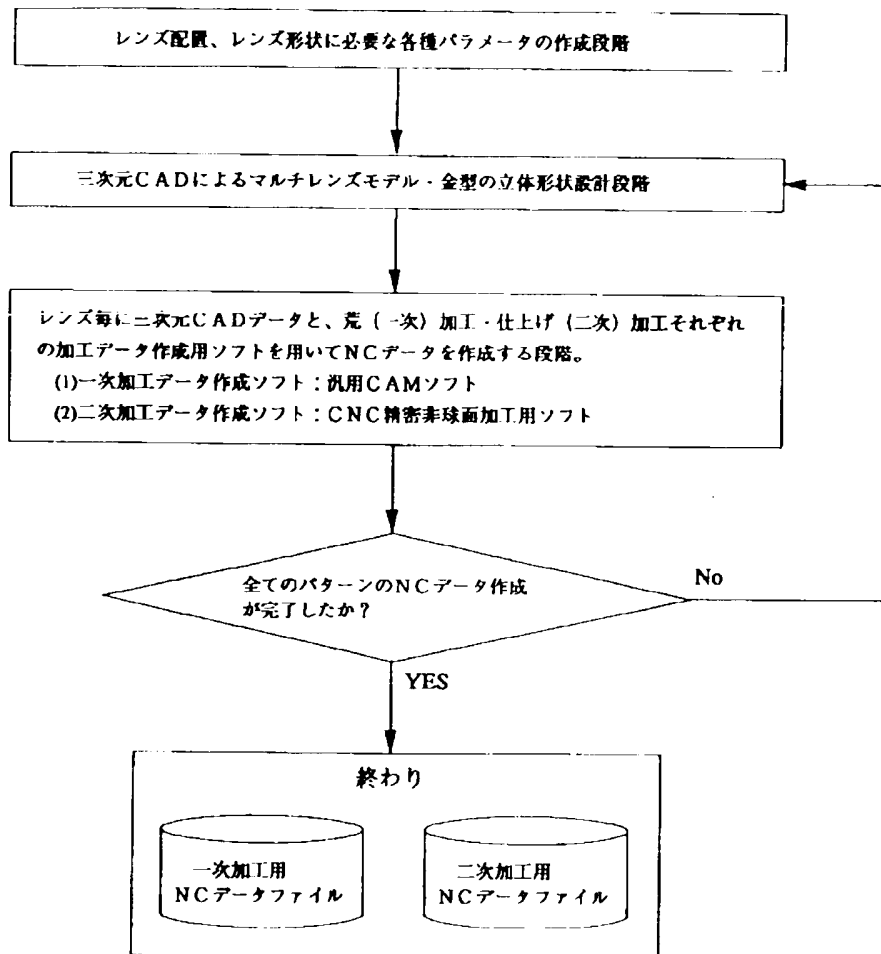 レンズ配置、レンズ形状に必要な各種パラメータの作成段階
三次元CADによるマルチレンズモデル・金型の立体形状設計段階
レンズ毎に三次元CADデータと、荒（一次）加工・仕上げ（二次）加工それぞれ
の加工データ作成用ソフトを用いてNCデータを作成する段階。
(1)一次加工データ作成ソフト：汎用CAMソフト
(2)二次加工データ作成ソフト：CNC精密非球面加工用ソフト
全てのパターンのNCデータ作成
が完了したか？
No
YES
終わり
一次加工用
NCデータファイル
二次加工用
NCデータファイル